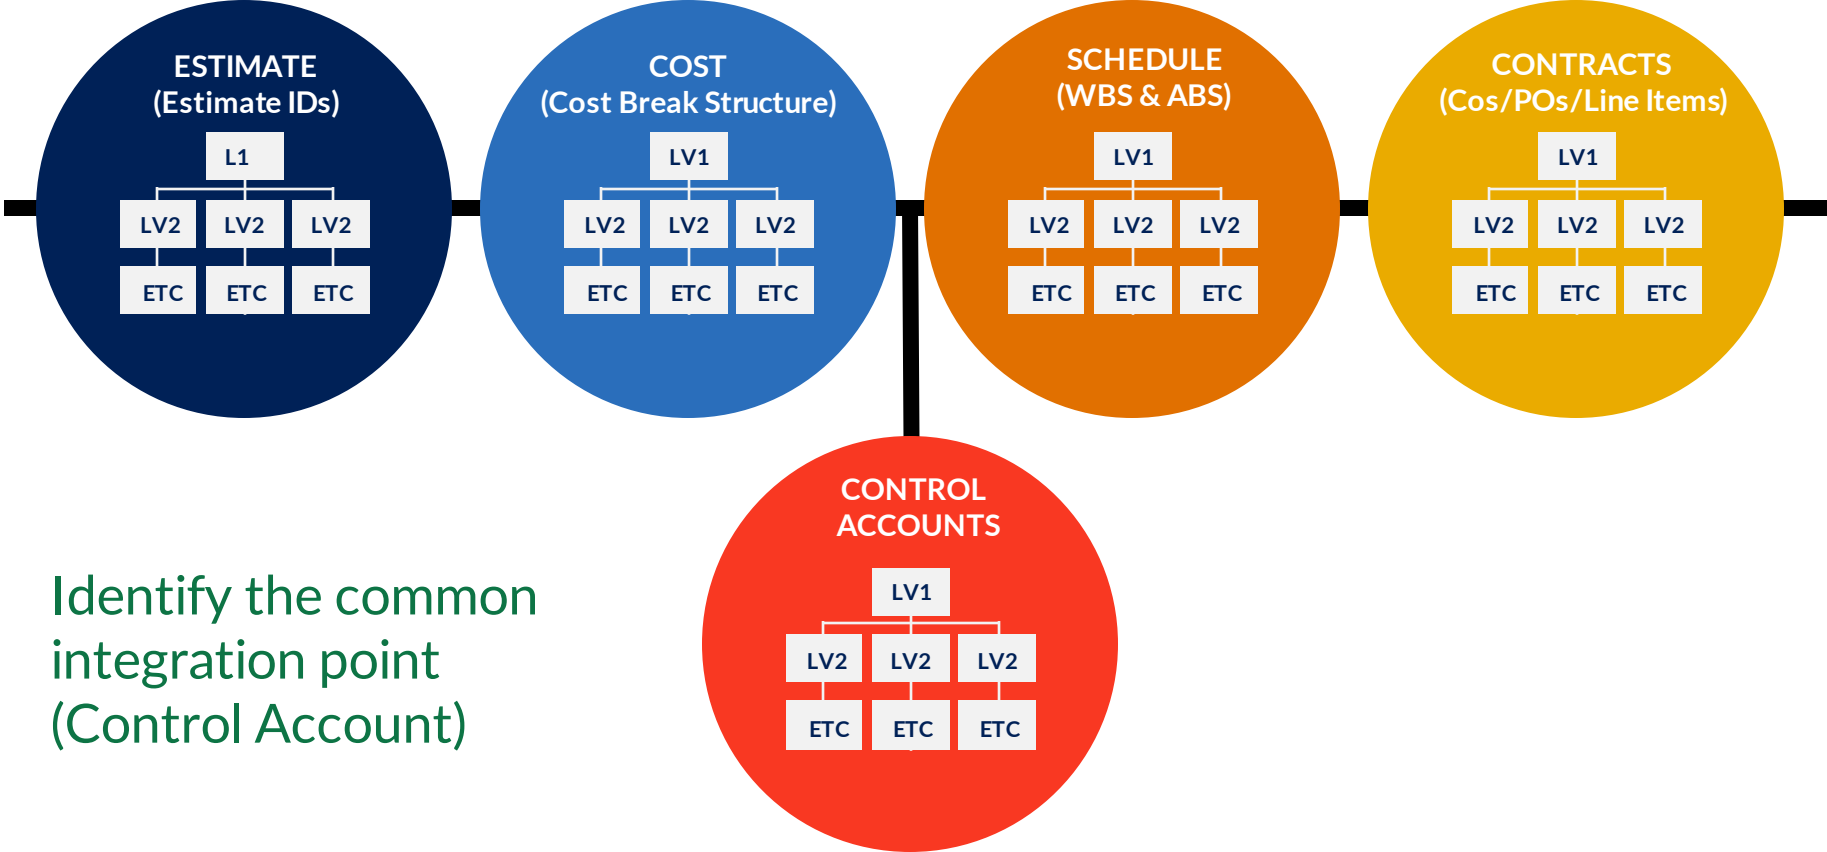 ESTIMATE
(Estimate IDs)
L1
LV2 LV2 LV2
ETC ETC ETC
COST
(Cost Break Structure)
LV1
LV2 LV2 LV2
ETC ETC ETC
SCHEDULE
(WBS & ABS)
LV1
LV2 LV2 LV2
ETC ETC ETC
CONTRACTS
(Cos/POs/Line Items)
LV1
LV2 LV2 LV2
ETC ETC ETC
CONTROL
ACCOUNTS
LV1
LV2 LV2 LV2
ETC ETC ETC
Identify the common
integration point
(Control Account)